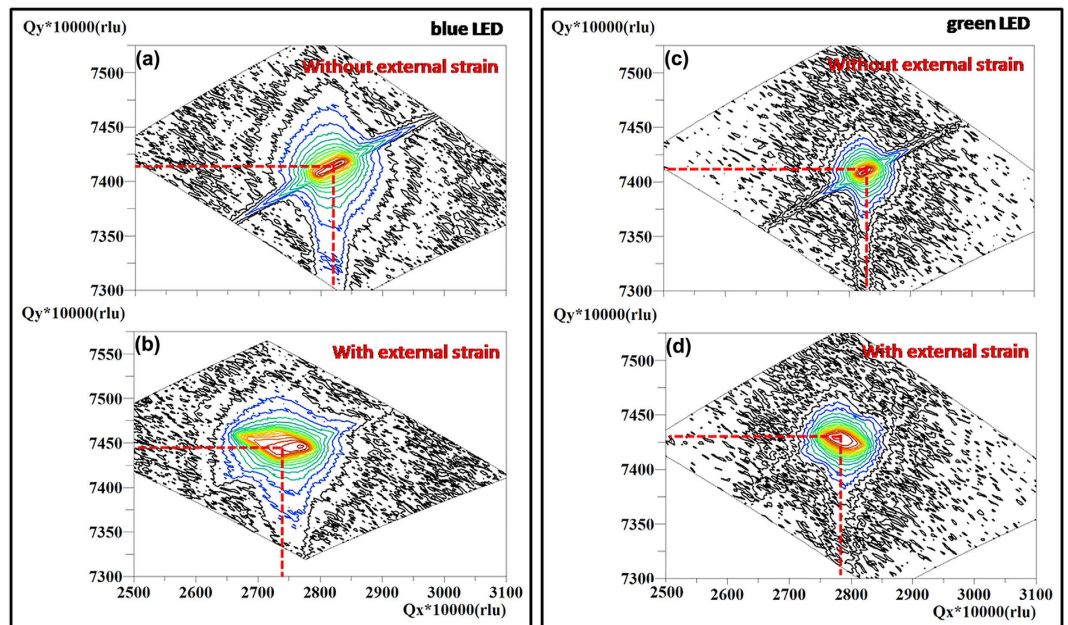 Qy*10000(rlu) blue LED
(a) Without external strain
7500
7450
7400
7350
7300
Qy*10000(rlu)
(b) With external strain
7550
7500
7450
7400
7350
7300
2500 2600 2700 2800 2900 3000 3100
Qx*10000(rlu)
Qy*10000(rlu) green LED
(c) Without external strain
7500
7450
7400
7350
7300
Qy*10000(rlu)
(d) With external strain
7500
7450
7400
7350
7300
2500 2600 2700 2800 2900 3000 3100
Qx*10000(rlu)